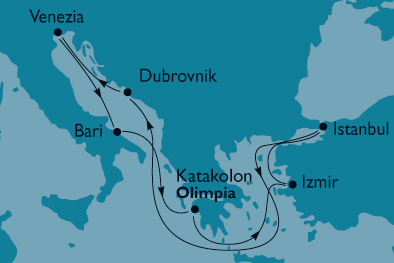 Venezia
Dubrovnik
Bari
Istanbul
Katakolon
Olimpia
Izmir